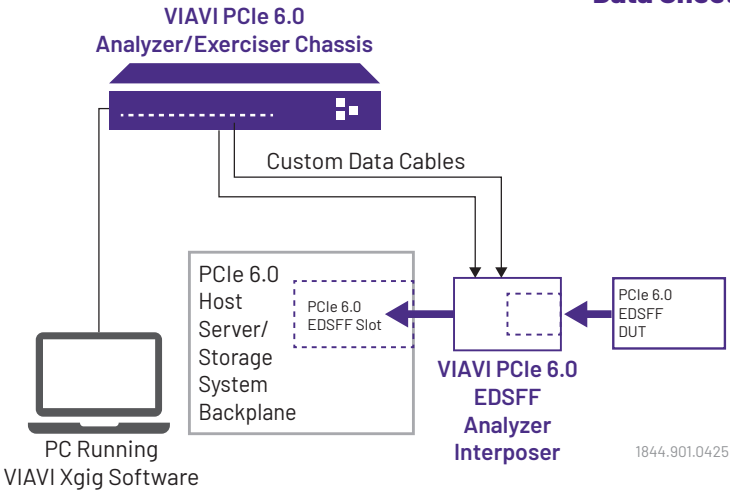 Data Sheet
VIAVI PCIe 6.0
Analyzer/Exerciser Chassis
Custom Data Cables
PCIe 6.0
Host
Server/
Storage
System
Backplane
PCIe 6.0
EDSFF Slot
PCIe 6.0
EDSFF
DUT
VIAVI PCIe 6.0
EDSFF
Analyzer
Interposer
PC Running
VIAVI Xgig Software
1844.901.0425